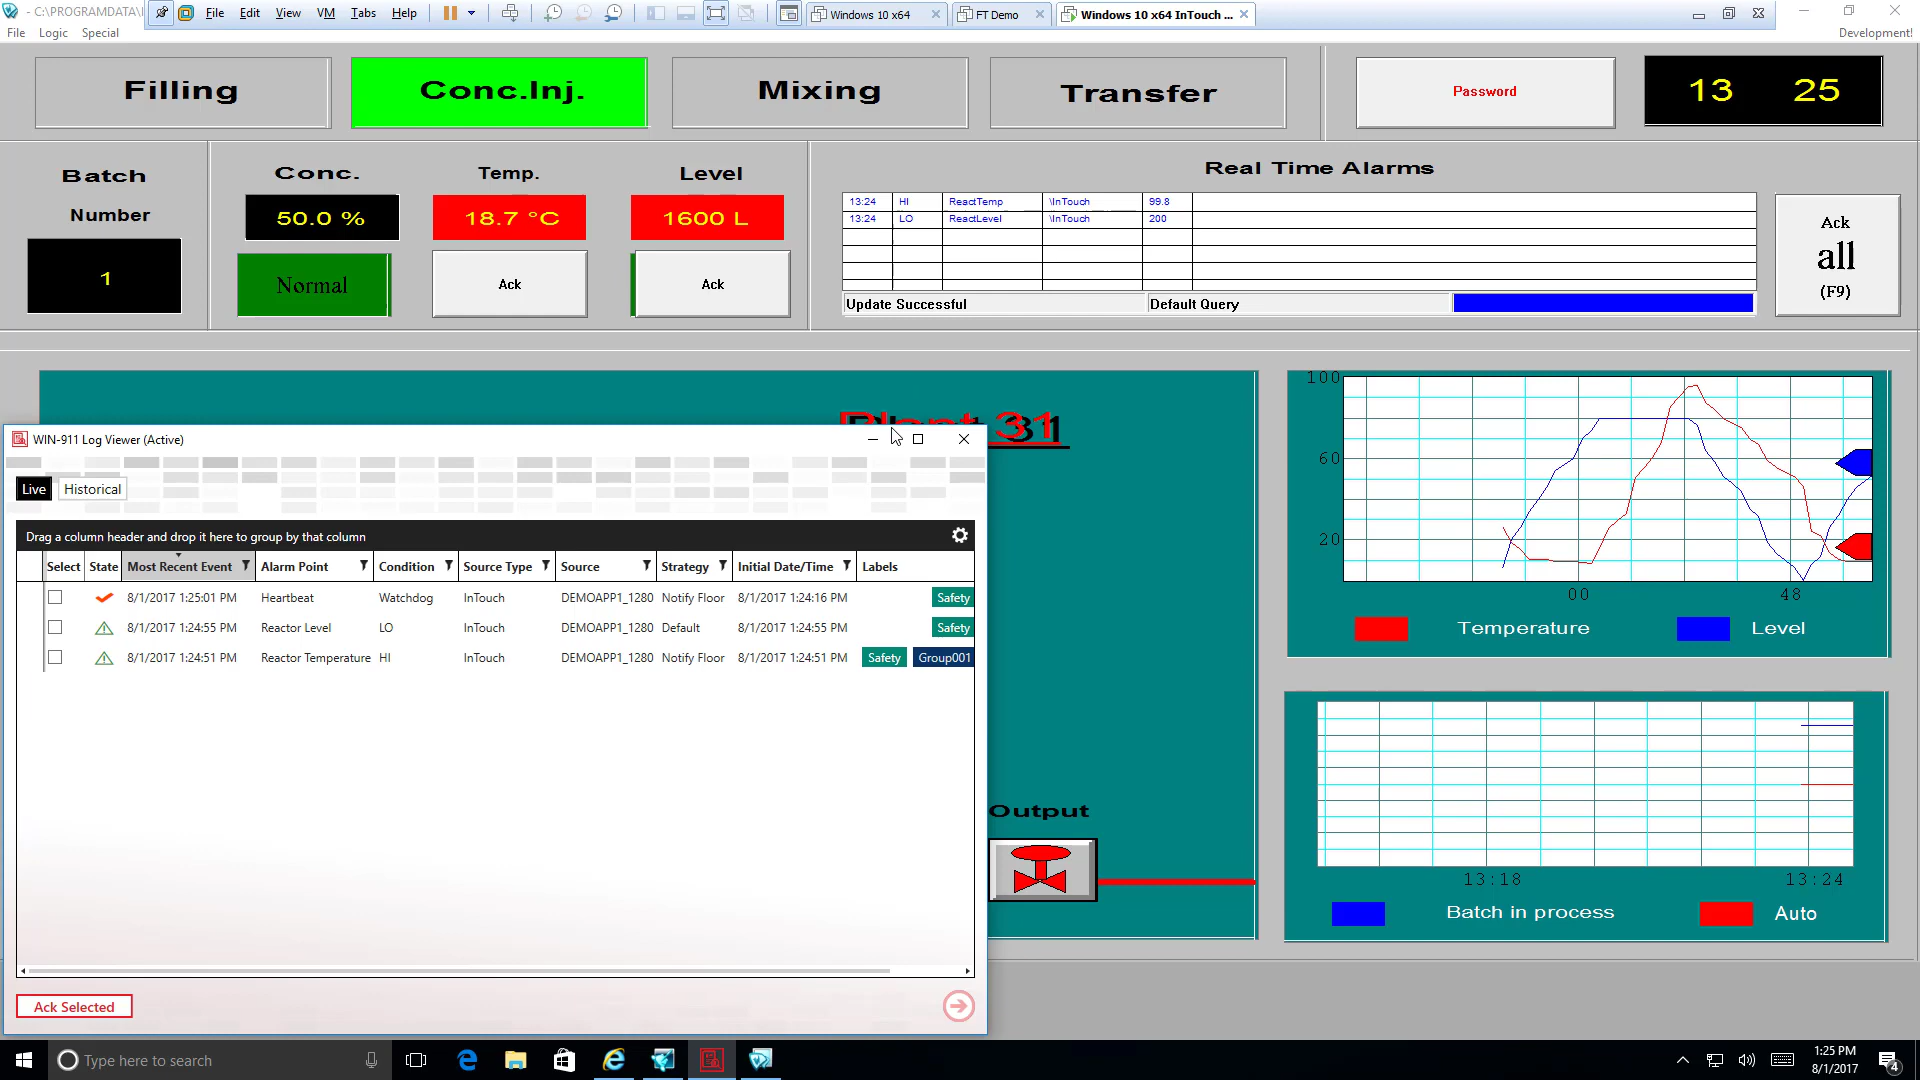 - C:\PROGRAMDATA\I
File Edit View VM Tabs Help
Windows 10 x64
FT Demo
Windows 10 x64 InTouch ...
File Logic Special
Development!
Filling
Conc.Inj.
Mixing
Transfer
Password
13 25
Batch
Number
1
Conc.
Temp.
Level
50.0 %
18.7 °C
1600 L
Normal
Ack
Ack
Real Time Alarms
13:24 HI ReactTemp \InTouch 99.8
13:24 LO ReactLevel \InTouch 200
Update Successful Default Query
Ack
all
(F9)
Plant 31
WIN-911 Log Viewer (Active)
Live Historical
Drag a column header and drop it here to group by that column
Select State Most Recent Event Alarm Point Condition Source Type Source Strategy Initial Date/Time Labels
8/1/2017 1:25:01 PM Heartbeat Watchdog InTouch DEMOAPP1_1280 Notify Floor 8/1/2017 1:24:16 PM Safety
8/1/2017 1:24:55 PM Reactor Level LO InTouch DEMOAPP1_1280 Default 8/1/2017 1:24:55 PM Safety
8/1/2017 1:24:51 PM Reactor Temperature HI InTouch DEMOAPP1_1280 Notify Floor 8/1/2017 1:24:51 PM Safety Group001
Ack Selected
Output
100
60
20
00 48
Temperature
Level
13:18 13:24
Batch in process
Auto
Type here to search
1:25 PM
8/1/2017
4